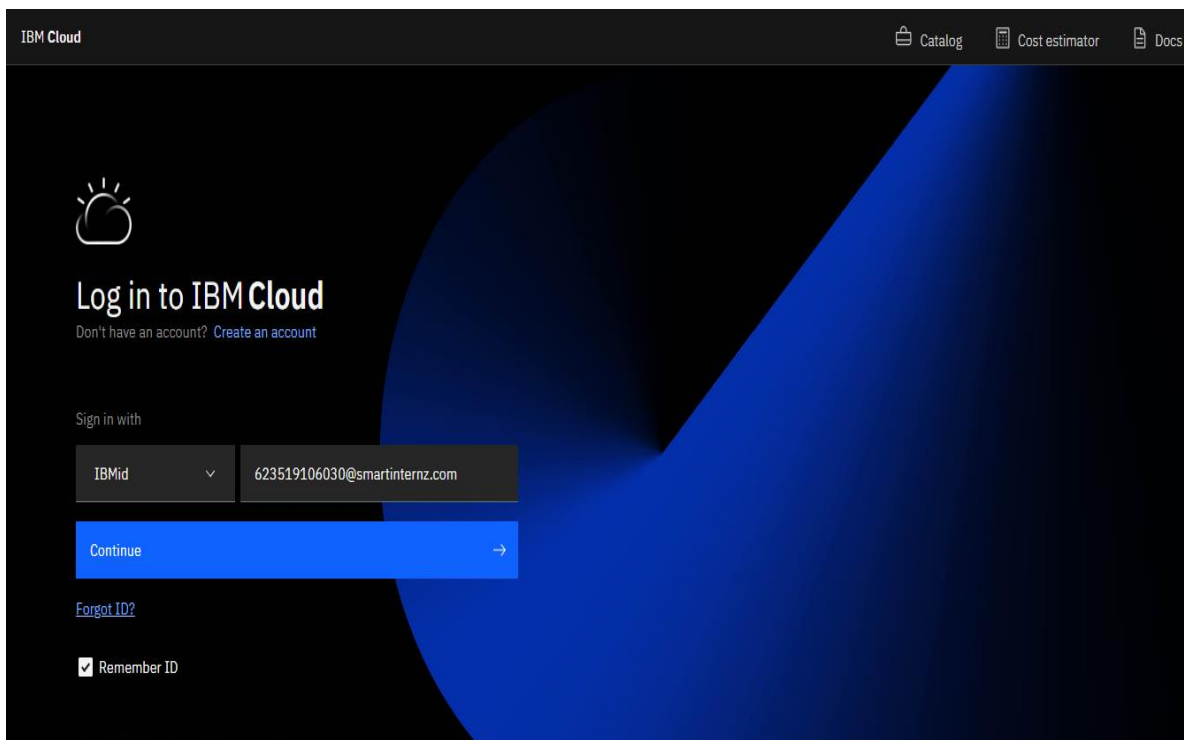 IBM Cloud
Catalog
Cost estimator
Docs
Log in to IBM Cloud
Don't have an account? Create an account
Sign in with
IBMid
623519106030@smartinternz.com
Continue
Forgot ID?
Remember ID